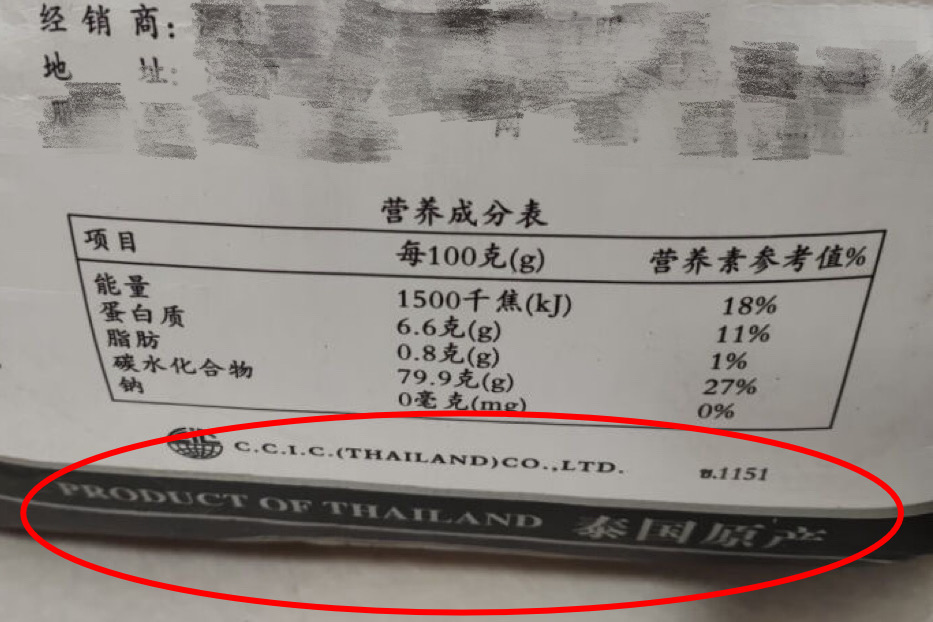 经销商:
地 址:
营养成分表
项目 每100克(g) 营养素参考值%
能量 1500千焦(kJ) 18%
蛋白质 6.6克(g) 11%
脂肪 0.8克(g) 1%
碳水化合物 79.9克(g) 27%
钠 0毫克(mg) 0%
CIC C.C.I.C.(THAILAND)CO.,LTD. ข.1151
PRODUCT OF THAILAND 泰国原产